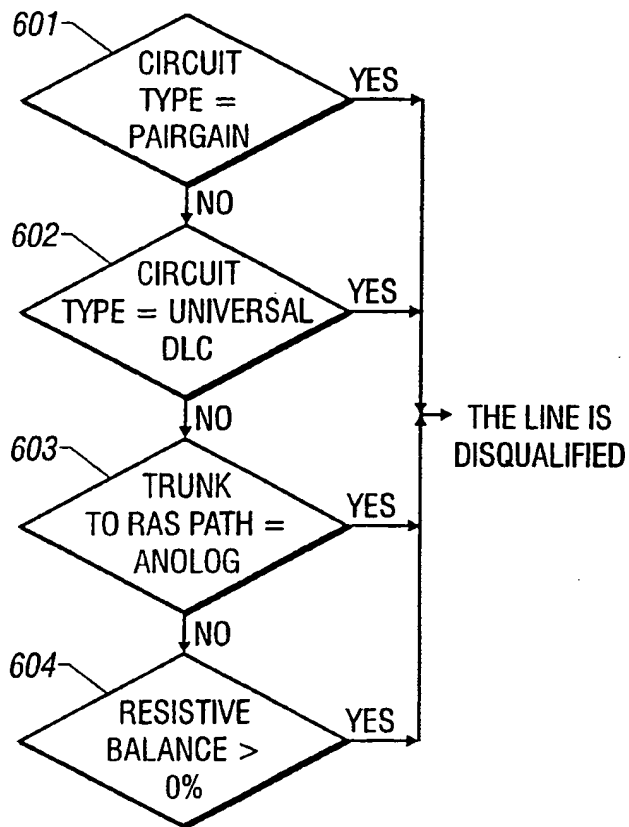 601
CIRCUIT
TYPE =
PAIRGAIN
YES
NO
602
CIRCUIT
TYPE = UNIVERSAL
DLC
YES
NO
THE LINE IS
DISQUALIFIED
603
TRUNK
TO RAS PATH =
ANOLOG
YES
NO
604
RESISTIVE
BALANCE >
0%
YES